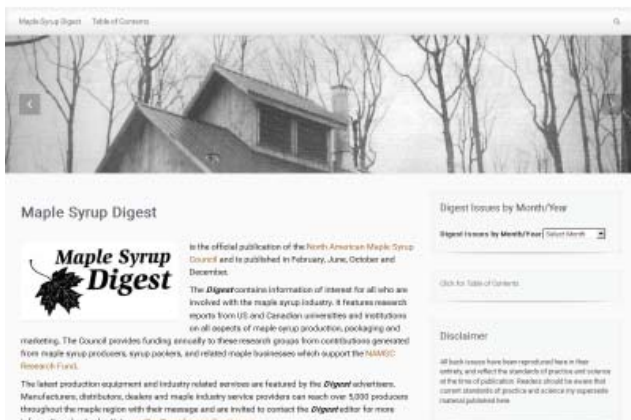 Maple Syrup Digest Table of Contents
Maple Syrup Digest
Maple Syrup
Digest
is the official publication of the North American Maple Syrup
Council and is published in February, June, October and
December.
The Digest contains information of interest for all who are
involved with the maple syrup industry. It features research
reports from US and Canadian universities and institutions
on all aspects of maple syrup production, packaging and
marketing. The Council provides funding annually to these research groups from contributions generated
from maple syrup producers, syrup packers, and related maple businesses which support the NAMSC
Research Fund.
The latest production equipment and industry related services are featured by the Digest advertisers.
Manufacturers, distributors, dealers and maple industry service providers can reach over 5,000 producers
throughout the maple region with their message and are invited to contact the Digest editor for more
Digest Issues by Month/Year
Digest Issues by Month/Year Select Month
Click for Table of Contents
Disclaimer
All back issues have been reproduced here in their
entirety, and reflect the standards of practice and science
at the time of publication. Readers should be aware that
current standards of practice and science my supersede
material published here